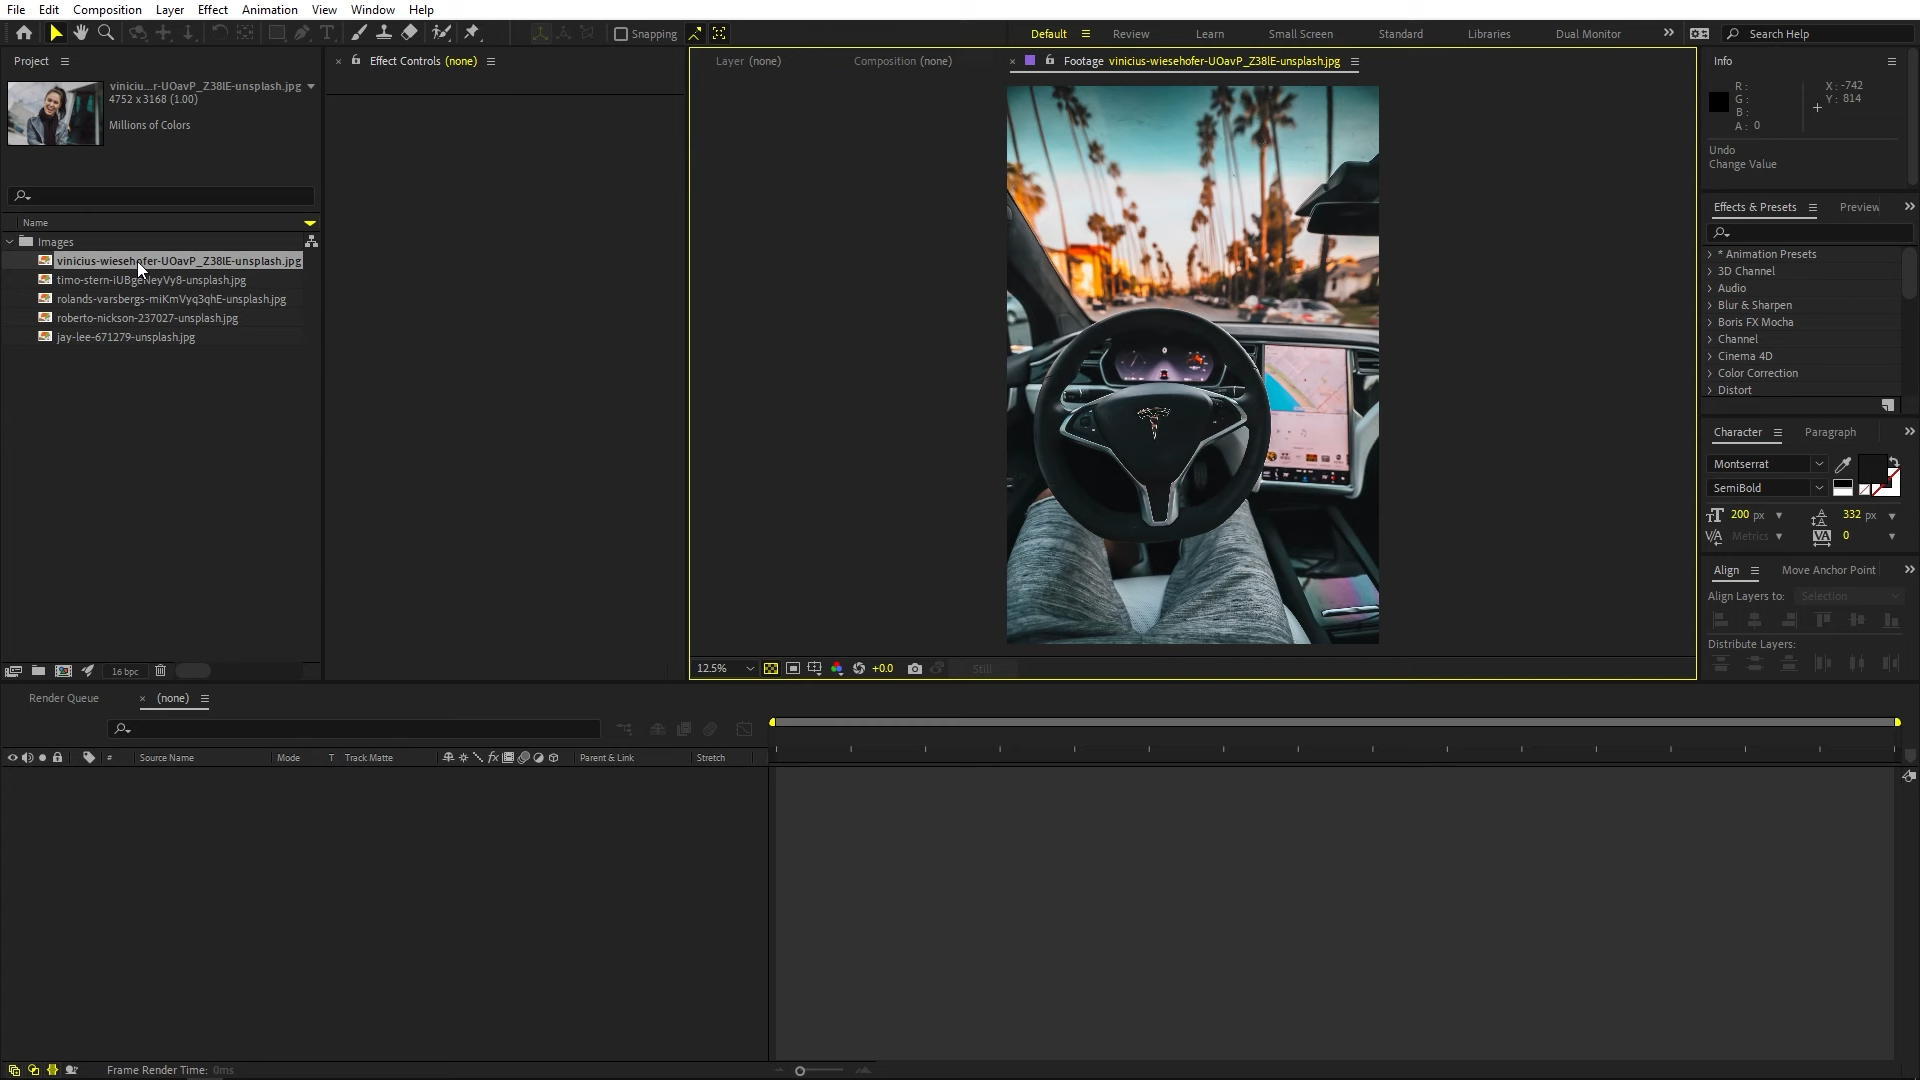 File Edit Composition Layer Effect Animation View Window Help
Snapping
Default Review Learn Small Screen Standard Libraries Dual Monitor Search Help
Project
viniciu...r-UOavP_Z38lE-unsplash.jpg
4752 x 3168 (1.00)
Millions of Colors
Name
Images
vinicius-wiesehofer-UOavP_Z38lE-unsplash.jpg
timo-stern-iUBgeNeyVy8-unsplash.jpg
rolands-varsbergs-miKmVyq3qhE-unsplash.jpg
roberto-nickson-237027-unsplash.jpg
jay-lee-671279-unsplash.jpg
16 bpc
Effect Controls (none)
Layer (none) Composition (none) Footage vinicius-wiesehofer-UOavP_Z38lE-unsplash.jpg
12.5% +0.0 Still
Info
R : X : -742
G : Y : 814
B :
A : 0
Undo
Change Value
Effects & Presets Preview
* Animation Presets
3D Channel
Audio
Blur & Sharpen
Boris FX Mocha
Channel
Cinema 4D
Color Correction
Distort
Character Paragraph
Montserrat
SemiBold
200 px 332 px
Metrics 0
Align Move Anchor Point
Align Layers to: Selection
Distribute Layers:
Render Queue (none)
# Source Name Mode T Track Matte fx Parent & Link Stretch
Frame Render Time: 0ms